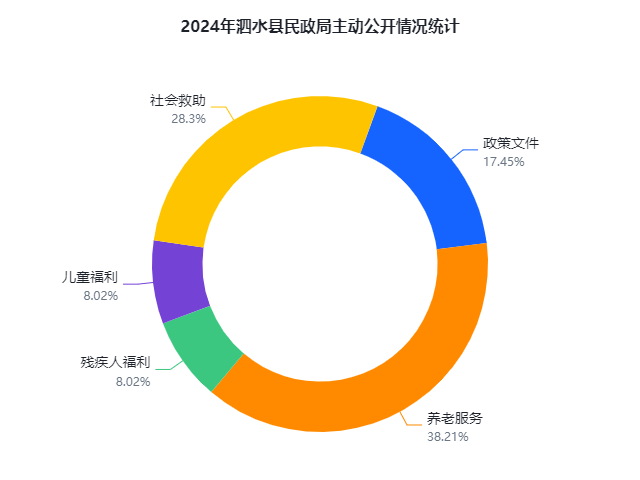 2024年泗水县民政局主动公开情况统计
社会救助
28.3%
政策文件
17.45%
儿童福利
8.02%
残疾人福利
8.02%
养老服务
38.21%